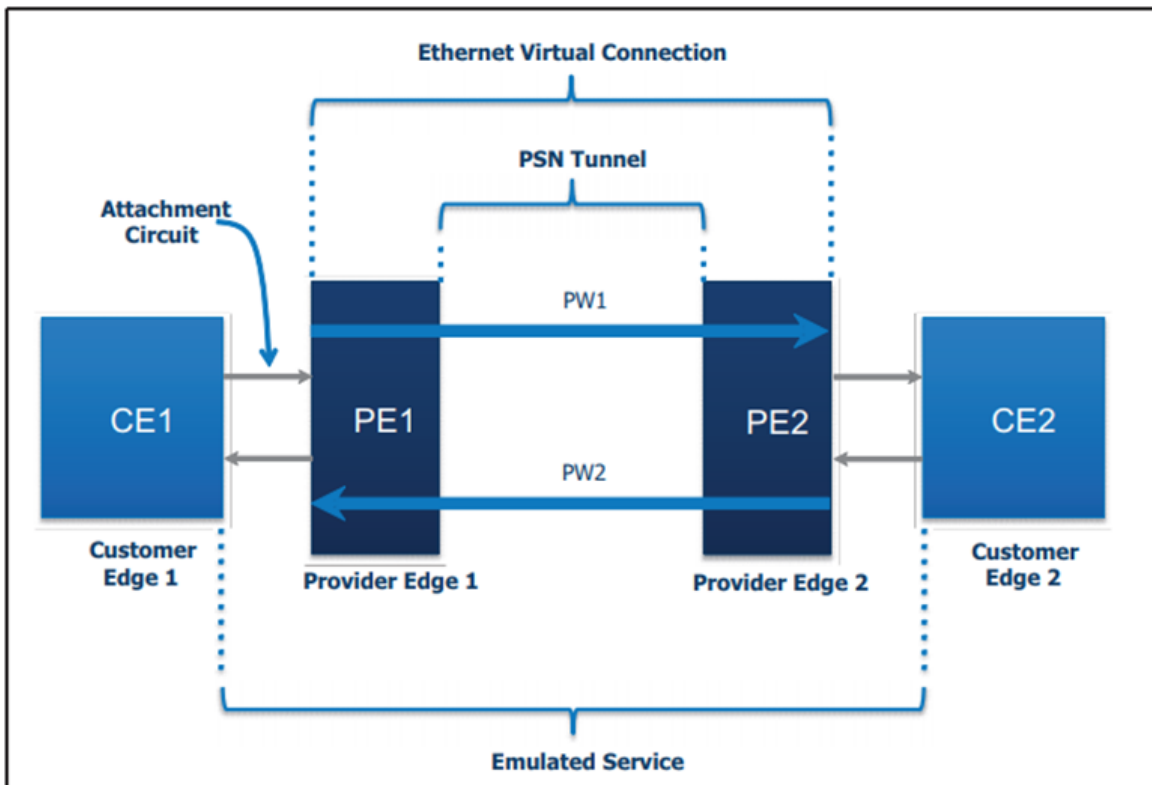 Ethernet Virtual Connection
PSN Tunnel
Attachment
Circuit
PW1
CE1
PE1
PE2
CE2
PW2
Customer
Edge 1
Provider Edge 1
Provider Edge 2
Customer
Edge 2
Emulated Service